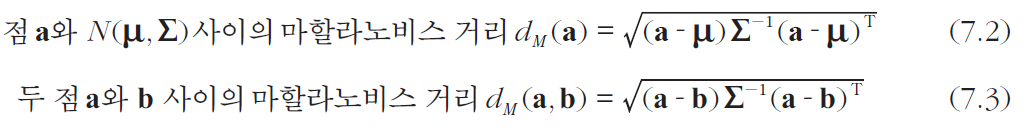 점 a와 N(μ, Σ)사이의 마할라노비스 거리 d_M(a) = √((a - μ)Σ⁻¹(a - μ)ᵀ) (7.2)
두 점 a와 b 사이의 마할라노비스 거리 d_M(a,b) = √((a - b)Σ⁻¹(a - b)ᵀ) (7.3)